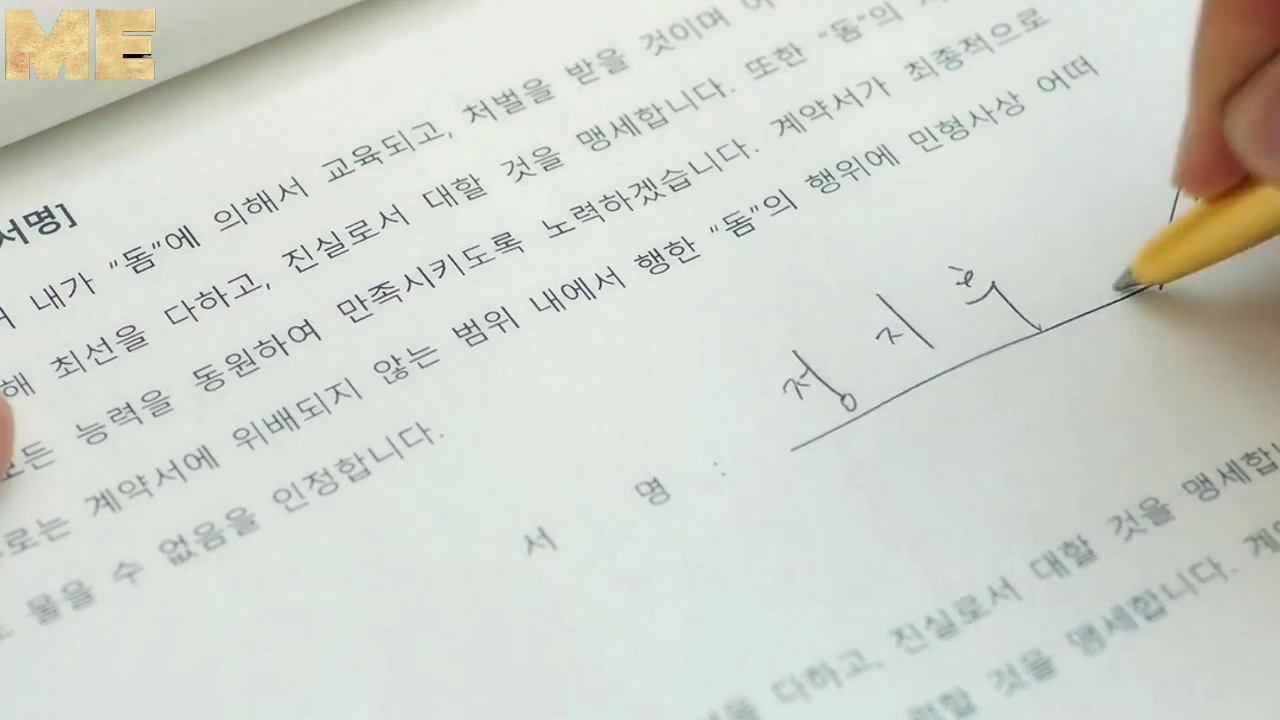 ME
서명]
내가 "돔"에 의해서 교육되고, 처벌을 받을 것이며
해 최선을 다하고, 진실로서 대할 것을 맹세합니다. 또한 "돔"의
모든 능력을 동원하여 만족시키도록 노력하겠습니다. 계약서가 최종적으로
로는 계약서에 위배되지 않는 범위 내에서 행한 "돔"의 행위에 민형사상 어떠
물을 수 없음을 인정합니다.
서 명 : 정지후
을 다하고, 진실로서 대할 것을 맹세합니
력할 것을 맹세합니다. 계